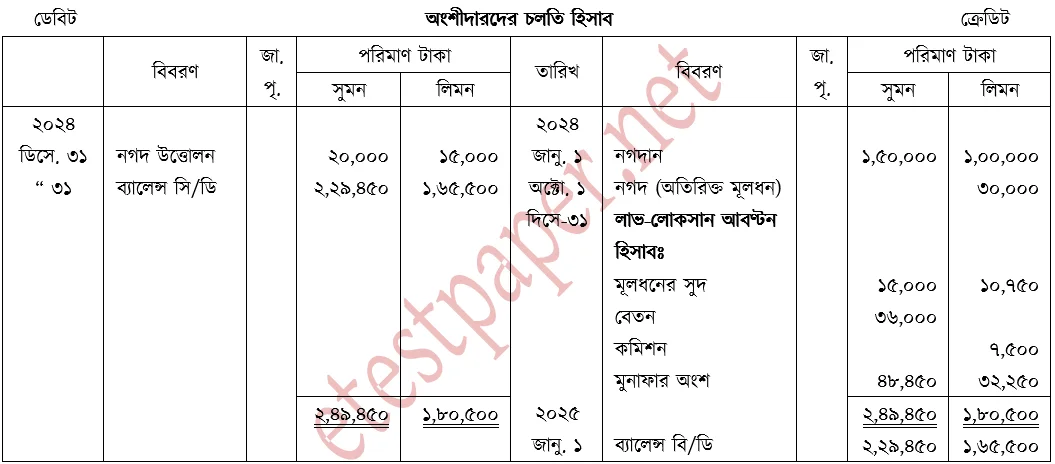 ডেবিট অংশীদারদের চলতি হিসাব ক্রেডিট
বিবরণ জা. পৃ. পরিমাণ টাকা তারিখ বিবরণ জা. পৃ. পরিমাণ টাকা
সুমন লিমন সুমন লিমন
২০২৪ ২০২৪
ডিসে. ৩১ নগদ উত্তোলন ২০,০০০ ১৫,০০০ জানু. ১ নগদান ১,৫০,০০০ ১,০০,০০০
“ ৩১ ব্যালেন্স সি/ডি ২,২৯,৪৫০ ১,৬৫,৫০০ অক্টো. ১ নগদ (অতিরিক্ত মূলধন) ৩০,০০০
দিসে-৩১ লাভ-লোকসান আবণ্টন
হিসাবঃ
মূলধনের সুদ ১৫,০০০ ১০,৭৫০
বেতন ৩৬,০০০
কমিশন ৭,৫০০
মুনাফার অংশ ৪৮,৪৫০ ৩২,২৫০
২,৪৯,৪৫০ ১,৮০,৫০০ ২০২৫ ২,৪৯,৪৫০ ১,৮০,৫০০
জানু. ১ ব্যালেন্স বি/ডি ২,২৯,৪৫০ ১,৬৫,৫০০
etestpaper.net